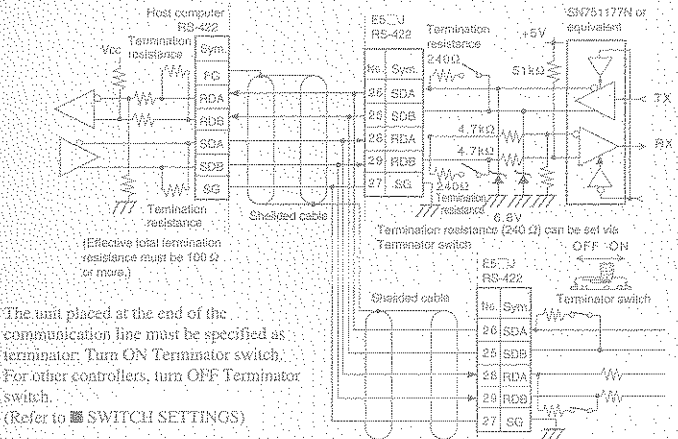 Host computer
RS-422
Termination
resistance
Vcc
Sym.
FG
RDA
RDB
SDA
SDB
SG
Termination
resistance
(Effective total termination
resistance must be 100 Ω
or more.)
Shielded cable
E5□J
RS-422
No. Sym.
26 SDA
25 SDB
28 RDA
29 RDB
27 SG
Termination
resistance
240Ω
+5V
51kΩ
4.7kΩ
4.7kΩ
240Ω
Termination
resistance
6.8V
SN751177N or
equivalent
TX
RX
Termination resistance (240 Ω) can be set via
Terminator switch
OFF ON
Terminator switch
E5□J
RS-422
Shielded cable
No. Sym.
26 SDA
25 SDB
28 RDA
29 RDB
27 SG
The unit placed at the end of the
communication line must be specified as
terminator. Turn ON Terminator switch.
For other controllers, turn OFF Terminator
switch.
(Refer to ■ SWITCH SETTINGS)